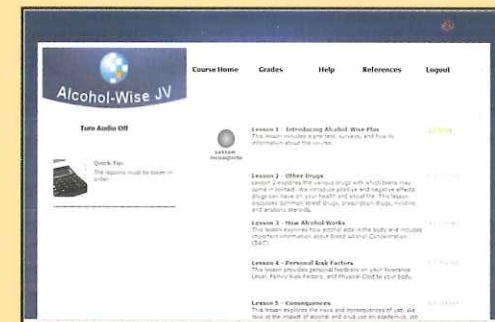 Alcohol-Wise JV
Course Home Grades Help References Logout
Turn Audio Off
Quick Tip:
The lessons must be taken in
order.
Lesson
Incomplete
Lesson 1 - Introducing Alcohol-Wise Plus
This lesson includes a pre-test, surveys, and how-to
information about the course.
Lesson 2 - Other Drugs
Lesson 2 explores the various drugs with which teens may
come in contact. We introduce positive and negative effects
drugs can have on your health and social life. This lesson
discusses common street drugs, prescription drugs, nicotine,
and anabolic steroids.
Lesson 3 - How Alcohol Works
This lesson explores how alcohol acts in the body and includes
important information about Blood Alcohol Concentration
(BAC).
Lesson 4 - Personal Risk Factors
This lesson provides personal feedback on your Tolerance
Level, Family Risk Factors, and Physical Cost to your body.
Lesson 5 - Consequences
This lesson explores the risks and consequences of use. We
look at the impact of alcohol and drug use on academics,